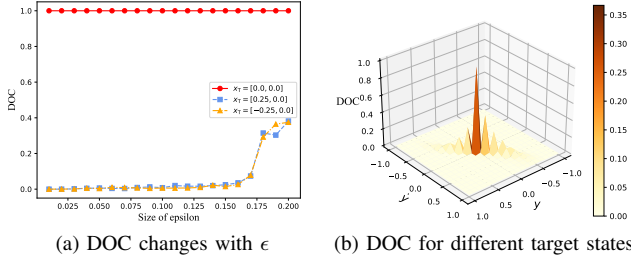 1.0
0.8
0.6
0.4
0.2
0.0
DOC
0.025 0.050 0.075 0.100 0.125 0.150 0.175 0.200
Size of epsilon
x_T = [0.0, 0.0]
x_T = [0.25, 0.0]
x_T = [−0.25, 0.0]
(a) DOC changes with ϵ
1.0
0.8
0.6
0.4
0.2
0.0
DOC
−1.0
−0.5
0.0
0.5
1.0
ẏ
1.0
0.5
0.0
−0.5
−1.0
y
0.35
0.30
0.25
0.20
0.15
0.10
0.05
0.00
(b) DOC for different target states